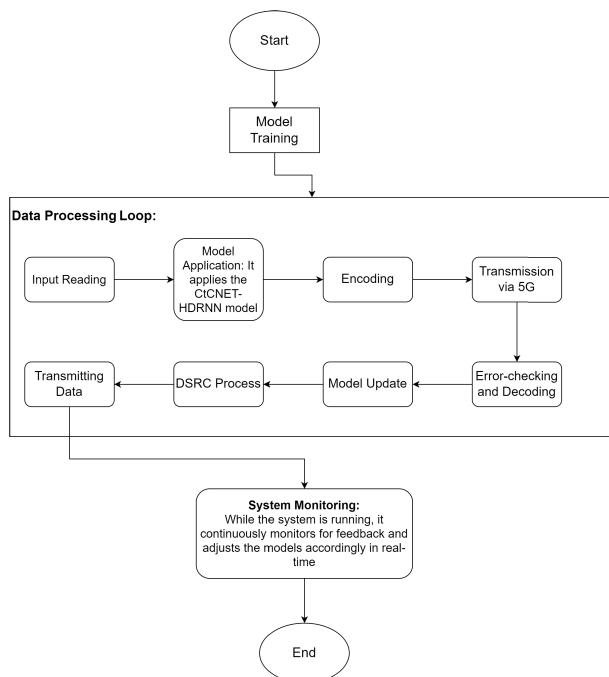 Start
Model
Training
Data Processing Loop:
Input Reading
Model
Application: It
applies the
CtCNET-
HDRNN model
Encoding
Transmission
via 5G
Transmitting
Data
DSRC Process
Model Update
Error-checking
and Decoding
System Monitoring:
While the system is running, it
continuously monitors for feedback and
adjusts the models accordingly in real-
time
End